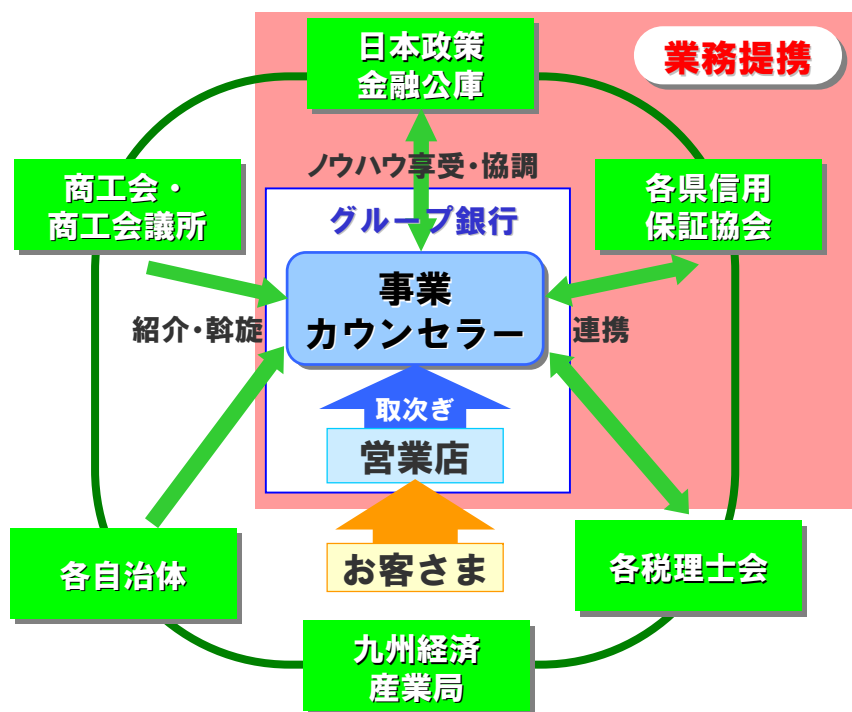 日本政策
金融公庫
業務提携
ノウハウ享受・協調
商工会・
商工会議所
各県信用
保証協会
グループ銀行
事業
カウンセラー
紹介・斡旋
連携
取次ぎ
営業店
お客さま
各自治体
各税理士会
九州経済
産業局